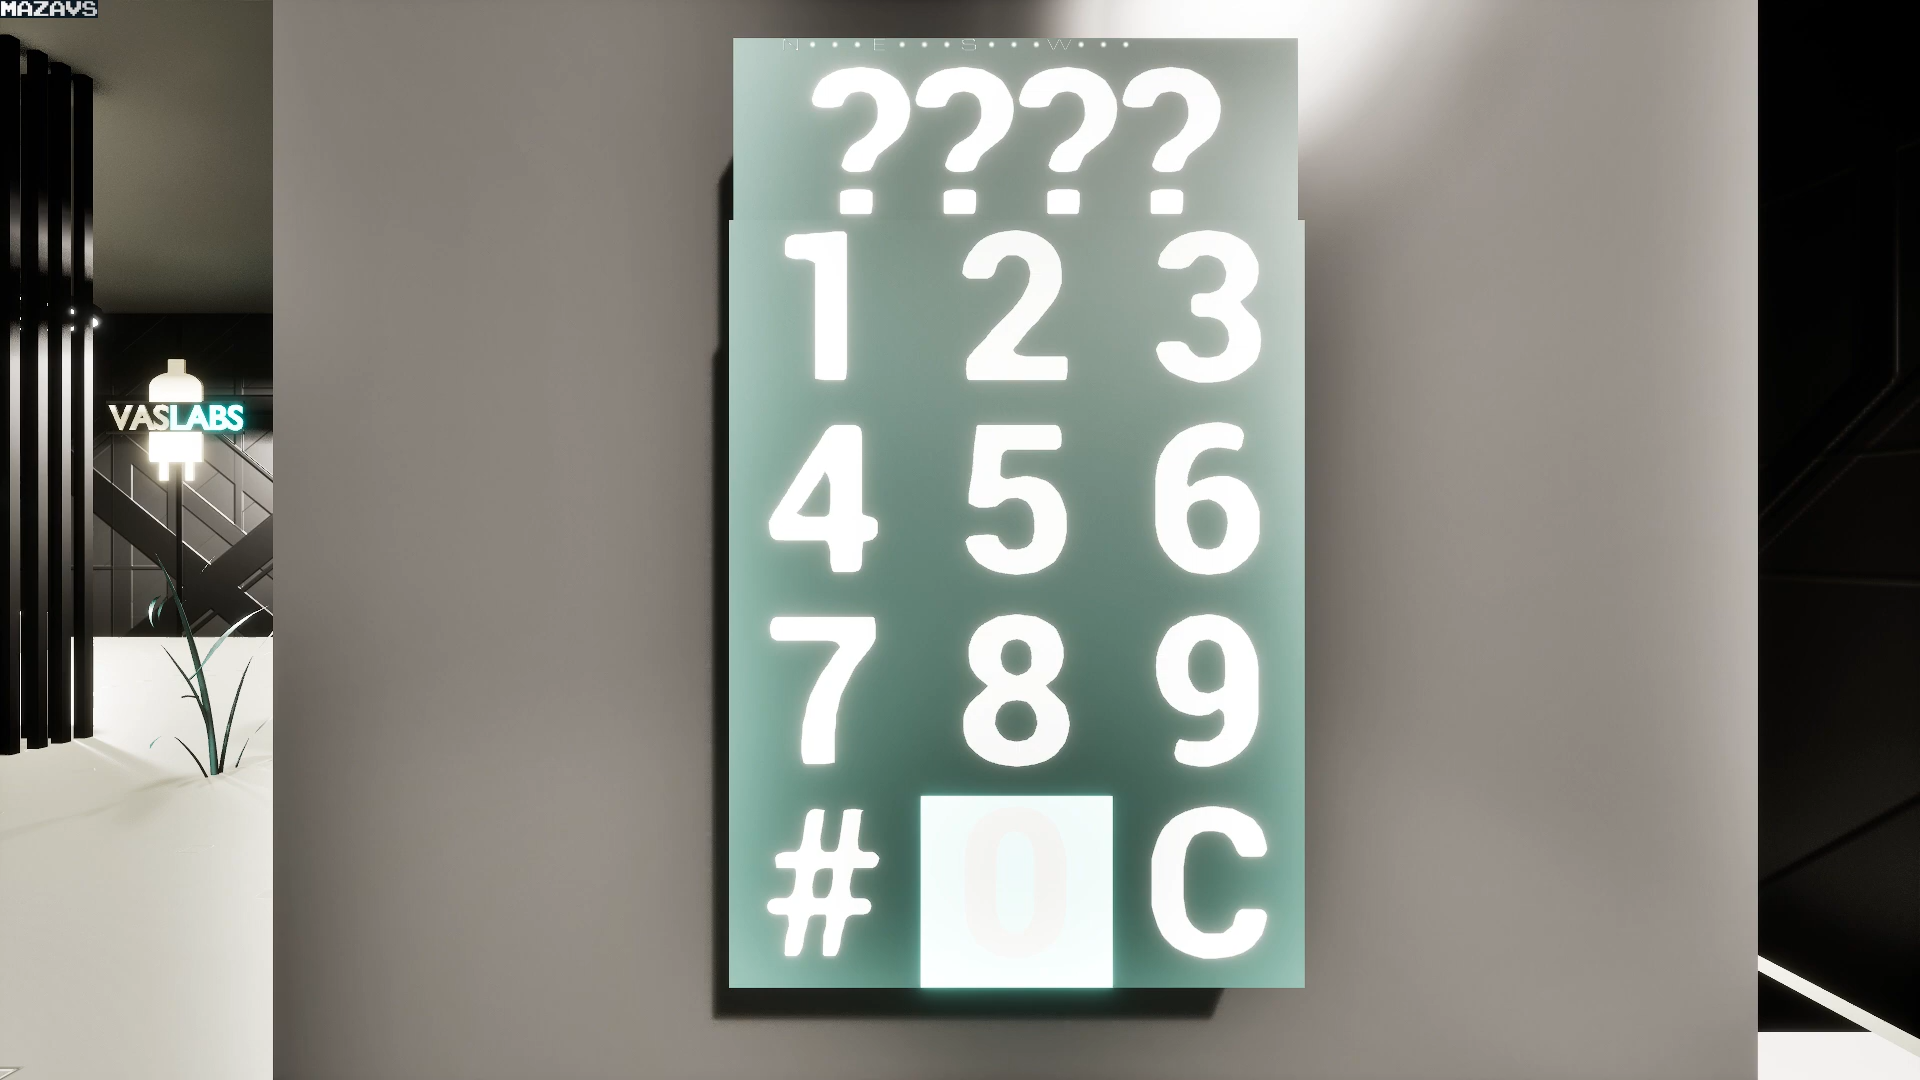 MAZAVS
N • • • E • • • S • • • W • • •
????
1 2 3
VASLABS
4 5 6
7 8 9
# 0 C